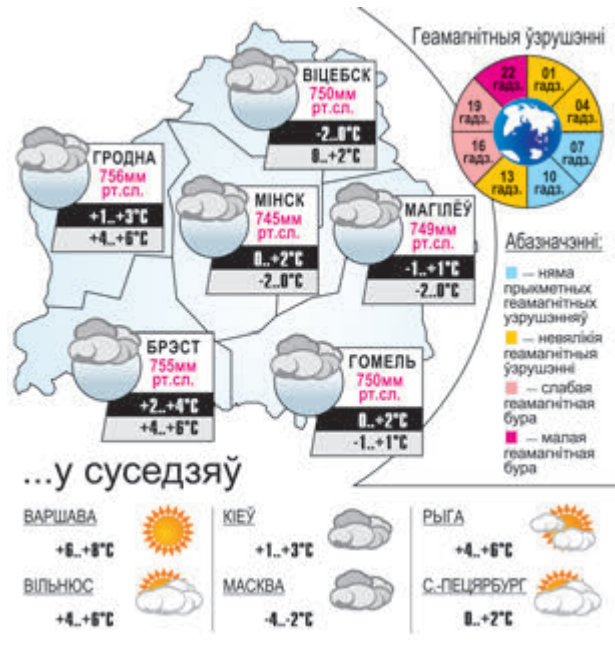 Геамагнітныя ўзрушэнні
22 гадз.
01 гадз.
04 гадз.
07 гадз.
10 гадз.
13 гадз.
16 гадз.
19 гадз.
ВІЦЕБСК
750мм
рт.сл.
-2..0°C
0..+2°C
ГРОДНА
756мм
рт.сл.
+1..+3°C
+4..+6°C
МІНСК
745мм
рт.сл.
0..+2°C
-2..0°C
МАГІЛЁЎ
749мм
рт.сл.
-1..+1°C
-2..0°C
БРЭСТ
755мм
рт.сл.
+2..+4°C
+4..+6°C
ГОМЕЛЬ
750мм
рт.сл.
0..+2°C
-1..+1°C
Абазначэнні:
— няма
прыкметных
геамагнітных
узрушэнняў
— невялікія
геамагнітныя
ўзрушэнні
— слабая
геамагнітная
бура
— малая
геамагнітная
бура
...у суседзяў
ВАРШАВА
+6..+8°C
КІЕЎ
+1..+3°C
РЫГА
+4..+6°C
ВІЛЬНЮС
+4..+6°C
МАСКВА
-4..-2°C
С.-ПЕЦЯРБУРГ
0..+2°C